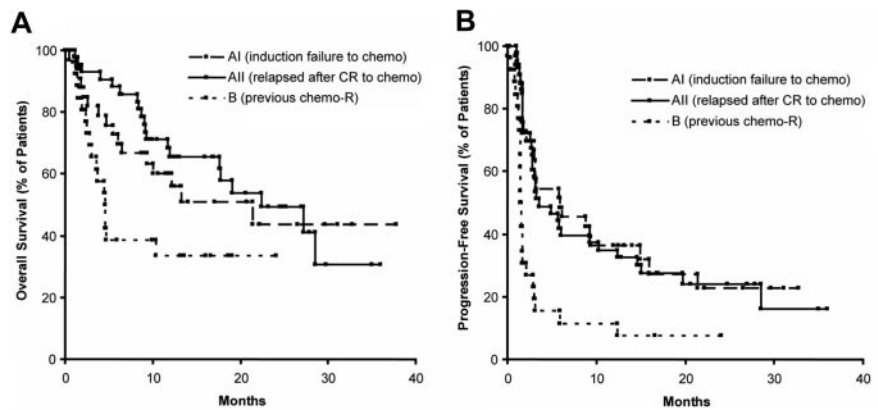 A
Overall Survival (% of Patients)
100
80
60
40
20
0
AI (induction failure to chemo)
AII (relapsed after CR to chemo)
B (previous chemo-R)
0 10 20 30 40
Months
B
Progression-Free Survival (% of Patients)
100
80
60
40
20
0
AI (induction failure to chemo)
AII (relapsed after CR to chemo)
B (previous chemo-R)
0 10 20 30 40
Months